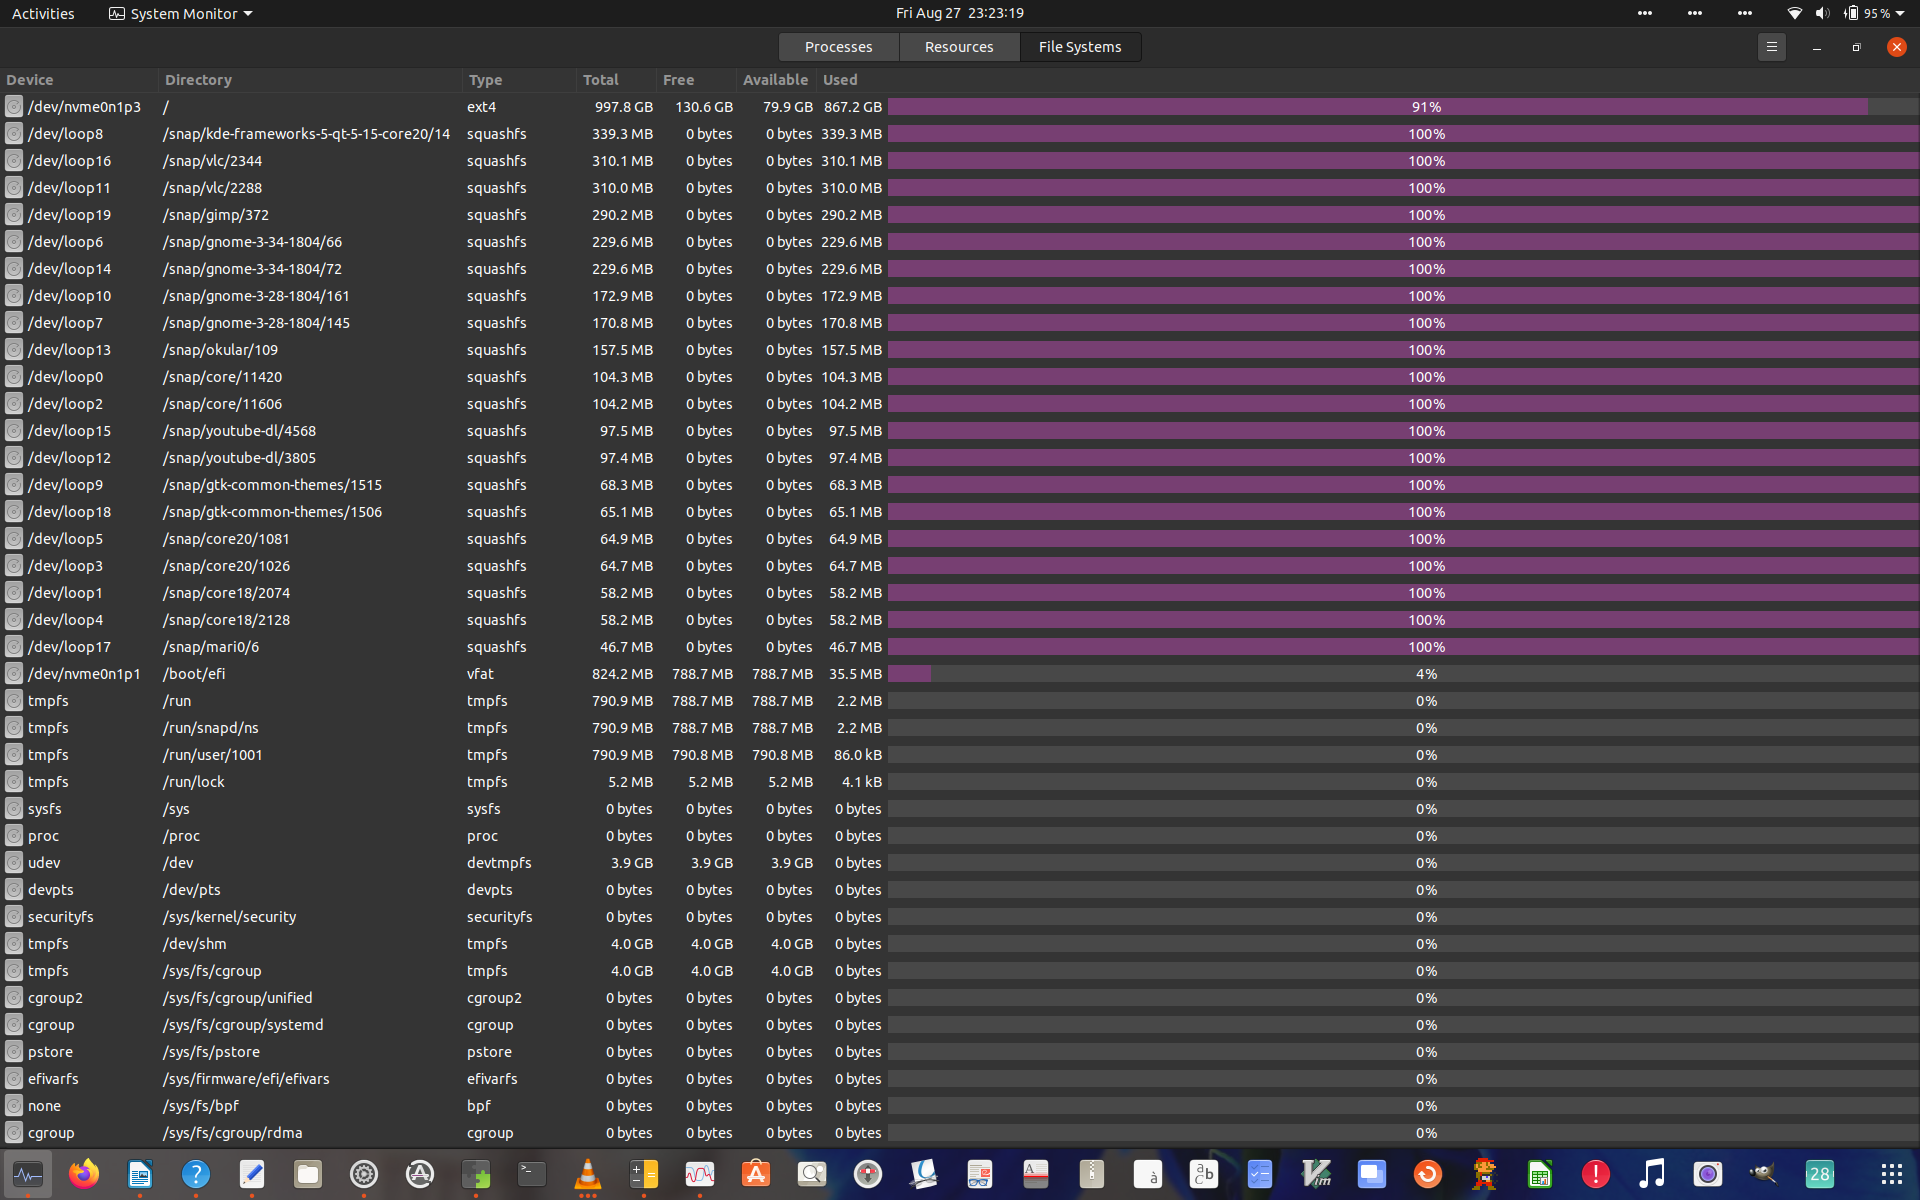 Activities System Monitor Fri Aug 27 23:23:19 95%
Processes Resources File Systems
Device Directory Type Total Free Available Used
/dev/nvme0n1p3 / ext4 997.8 GB 130.6 GB 79.9 GB 867.2 GB 91%
/dev/loop8 /snap/kde-frameworks-5-qt-5-15-core20/14 squashfs 339.3 MB 0 bytes 0 bytes 339.3 MB 100%
/dev/loop16 /snap/vlc/2344 squashfs 310.1 MB 0 bytes 0 bytes 310.1 MB 100%
/dev/loop11 /snap/vlc/2288 squashfs 310.0 MB 0 bytes 0 bytes 310.0 MB 100%
/dev/loop19 /snap/gimp/372 squashfs 290.2 MB 0 bytes 0 bytes 290.2 MB 100%
/dev/loop6 /snap/gnome-3-34-1804/66 squashfs 229.6 MB 0 bytes 0 bytes 229.6 MB 100%
/dev/loop14 /snap/gnome-3-34-1804/72 squashfs 229.6 MB 0 bytes 0 bytes 229.6 MB 100%
/dev/loop10 /snap/gnome-3-28-1804/161 squashfs 172.9 MB 0 bytes 0 bytes 172.9 MB 100%
/dev/loop7 /snap/gnome-3-28-1804/145 squashfs 170.8 MB 0 bytes 0 bytes 170.8 MB 100%
/dev/loop13 /snap/okular/109 squashfs 157.5 MB 0 bytes 0 bytes 157.5 MB 100%
/dev/loop0 /snap/core/11420 squashfs 104.3 MB 0 bytes 0 bytes 104.3 MB 100%
/dev/loop2 /snap/core/11606 squashfs 104.2 MB 0 bytes 0 bytes 104.2 MB 100%
/dev/loop15 /snap/youtube-dl/4568 squashfs 97.5 MB 0 bytes 0 bytes 97.5 MB 100%
/dev/loop12 /snap/youtube-dl/3805 squashfs 97.4 MB 0 bytes 0 bytes 97.4 MB 100%
/dev/loop9 /snap/gtk-common-themes/1515 squashfs 68.3 MB 0 bytes 0 bytes 68.3 MB 100%
/dev/loop18 /snap/gtk-common-themes/1506 squashfs 65.1 MB 0 bytes 0 bytes 65.1 MB 100%
/dev/loop5 /snap/core20/1081 squashfs 64.9 MB 0 bytes 0 bytes 64.9 MB 100%
/dev/loop3 /snap/core20/1026 squashfs 64.7 MB 0 bytes 0 bytes 64.7 MB 100%
/dev/loop1 /snap/core18/2074 squashfs 58.2 MB 0 bytes 0 bytes 58.2 MB 100%
/dev/loop4 /snap/core18/2128 squashfs 58.2 MB 0 bytes 0 bytes 58.2 MB 100%
/dev/loop17 /snap/mari0/6 squashfs 46.7 MB 0 bytes 0 bytes 46.7 MB 100%
/dev/nvme0n1p1 /boot/efi vfat 824.2 MB 788.7 MB 788.7 MB 35.5 MB 4%
tmpfs /run tmpfs 790.9 MB 788.7 MB 788.7 MB 2.2 MB 0%
tmpfs /run/snapd/ns tmpfs 790.9 MB 788.7 MB 788.7 MB 2.2 MB 0%
tmpfs /run/user/1001 tmpfs 790.9 MB 790.8 MB 790.8 MB 86.0 kB 0%
tmpfs /run/lock tmpfs 5.2 MB 5.2 MB 5.2 MB 4.1 kB 0%
sysfs /sys sysfs 0 bytes 0 bytes 0 bytes 0 bytes 0%
proc /proc proc 0 bytes 0 bytes 0 bytes 0 bytes 0%
udev /dev devtmpfs 3.9 GB 3.9 GB 3.9 GB 0 bytes 0%
devpts /dev/pts devpts 0 bytes 0 bytes 0 bytes 0 bytes 0%
securityfs /sys/kernel/security securityfs 0 bytes 0 bytes 0 bytes 0 bytes 0%
tmpfs /dev/shm tmpfs 4.0 GB 4.0 GB 4.0 GB 0 bytes 0%
tmpfs /sys/fs/cgroup tmpfs 4.0 GB 4.0 GB 4.0 GB 0 bytes 0%
cgroup2 /sys/fs/cgroup/unified cgroup2 0 bytes 0 bytes 0 bytes 0 bytes 0%
cgroup /sys/fs/cgroup/systemd cgroup 0 bytes 0 bytes 0 bytes 0 bytes 0%
pstore /sys/fs/pstore pstore 0 bytes 0 bytes 0 bytes 0 bytes 0%
efivarfs /sys/firmware/efi/efivars efivarfs 0 bytes 0 bytes 0 bytes 0 bytes 0%
none /sys/fs/bpf bpf 0 bytes 0 bytes 0 bytes 0 bytes 0%
cgroup /sys/fs/cgroup/rdma cgroup 0 bytes 0 bytes 0 bytes 0 bytes 0%
? A A à a b c Vim ! 28